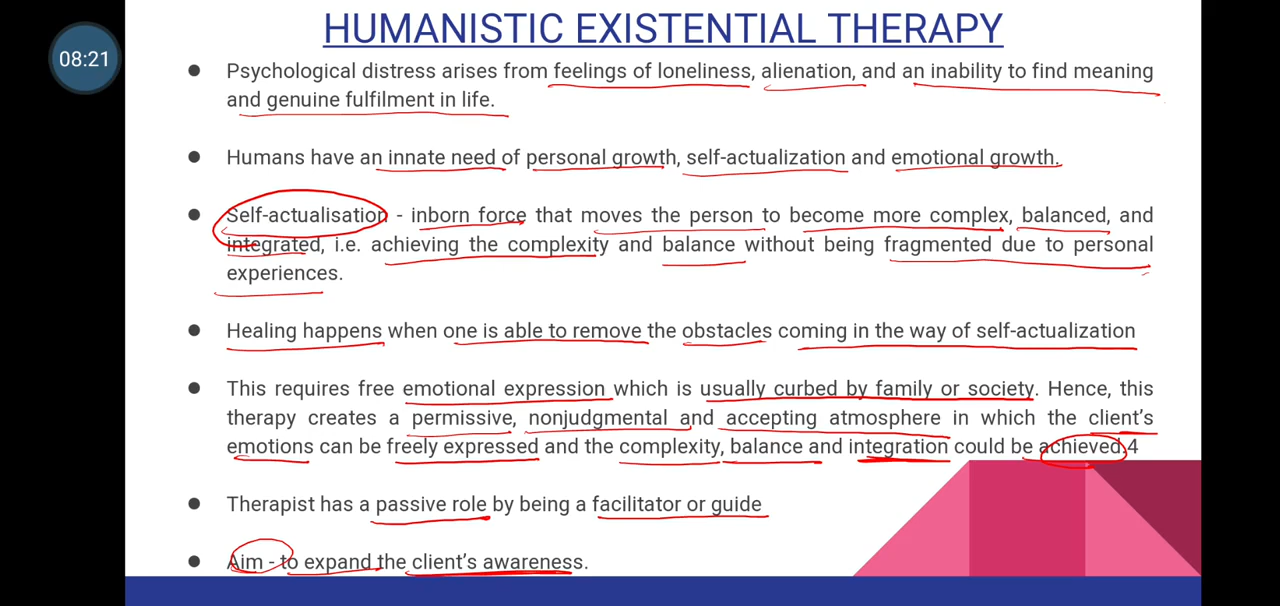 HUMANISTIC EXISTENTIAL THERAPY
08:21
● Psychological distress arises from feelings of loneliness, alienation, and an inability to find meaning
and genuine fulfilment in life.
● Humans have an innate need of personal growth, self-actualization and emotional growth.
● Self-actualisation - inborn force that moves the person to become more complex, balanced, and
integrated, i.e. achieving the complexity and balance without being fragmented due to personal
experiences.
● Healing happens when one is able to remove the obstacles coming in the way of self-actualization
● This requires free emotional expression which is usually curbed by family or society. Hence, this
therapy creates a permissive, nonjudgmental and accepting atmosphere in which the client's
emotions can be freely expressed and the complexity, balance and integration could be achieved.4
● Therapist has a passive role by being a facilitator or guide
● Aim - to expand the client's awareness.